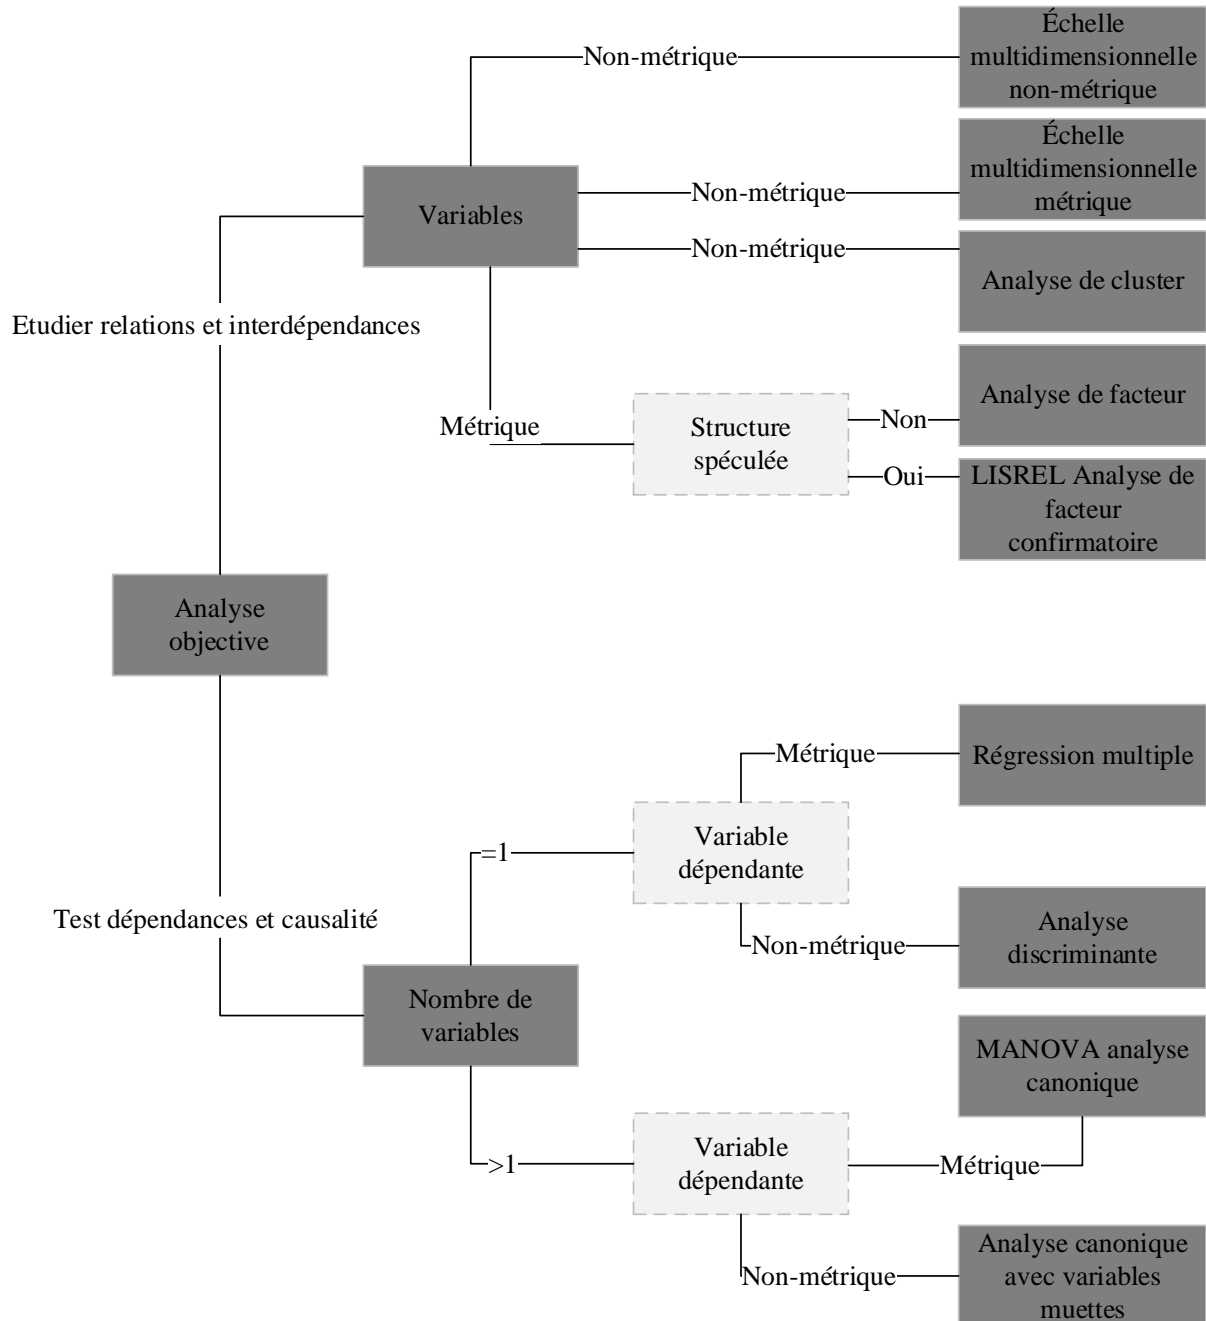 Échelle
multidimensionnelle
non-métrique
Non-métrique
Échelle
multidimensionnelle
métrique
Non-métrique
Variables
Non-métrique
Analyse de cluster
Etudier relations et interdépendances
Analyse de facteur
Métrique
Structure
spéculée
Non
Oui
LISREL Analyse de
facteur
confirmatoire
Analyse
objective
Métrique
Régression multiple
Variable
dépendante
=1
Non-métrique
Analyse
discriminante
Test dépendances et causalité
Nombre de
variables
MANOVA analyse
canonique
>1
Variable
dépendante
Métrique
Non-métrique
Analyse canonique
avec variables
muettes